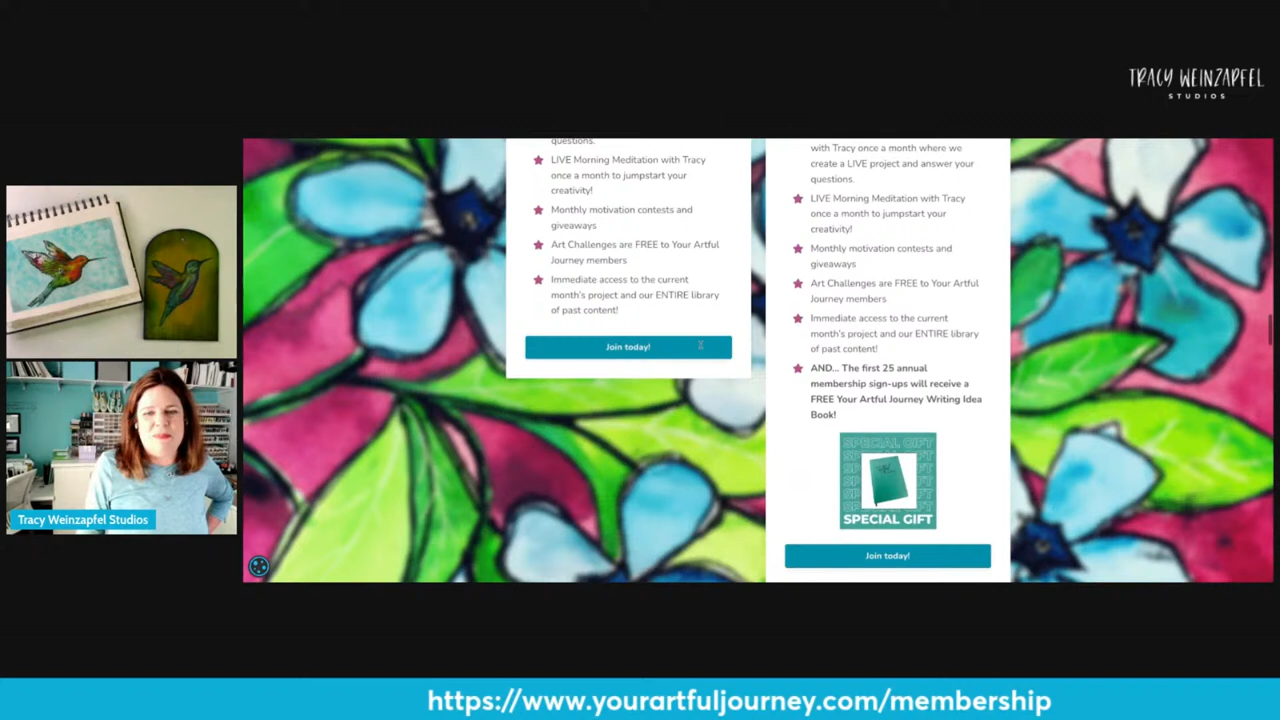 TRACY WEINZAPFEL
STUDIOS
questions.
LIVE Morning Meditation with Tracy
once a month to jumpstart your
creativity!
Monthly motivation contests and
giveaways
Art Challenges are FREE to Your Artful
Journey members
Immediate access to the current
month's project and our ENTIRE library
of past content!
Join today!
with Tracy once a month where we
create a LIVE project and answer your
questions.
LIVE Morning Meditation with Tracy
once a month to jumpstart your
creativity!
Monthly motivation contests and
giveaways
Art Challenges are FREE to Your Artful
Journey members
Immediate access to the current
month's project and our ENTIRE library
of past content!
AND... The first 25 annual
membership sign-ups will receive a
FREE Your Artful Journey Writing Idea
Book!
SPECIAL GIFT
SPECIAL GIFT
Join today!
Tracy Weinzapfel Studios
https://www.yourartfuljourney.com/membership